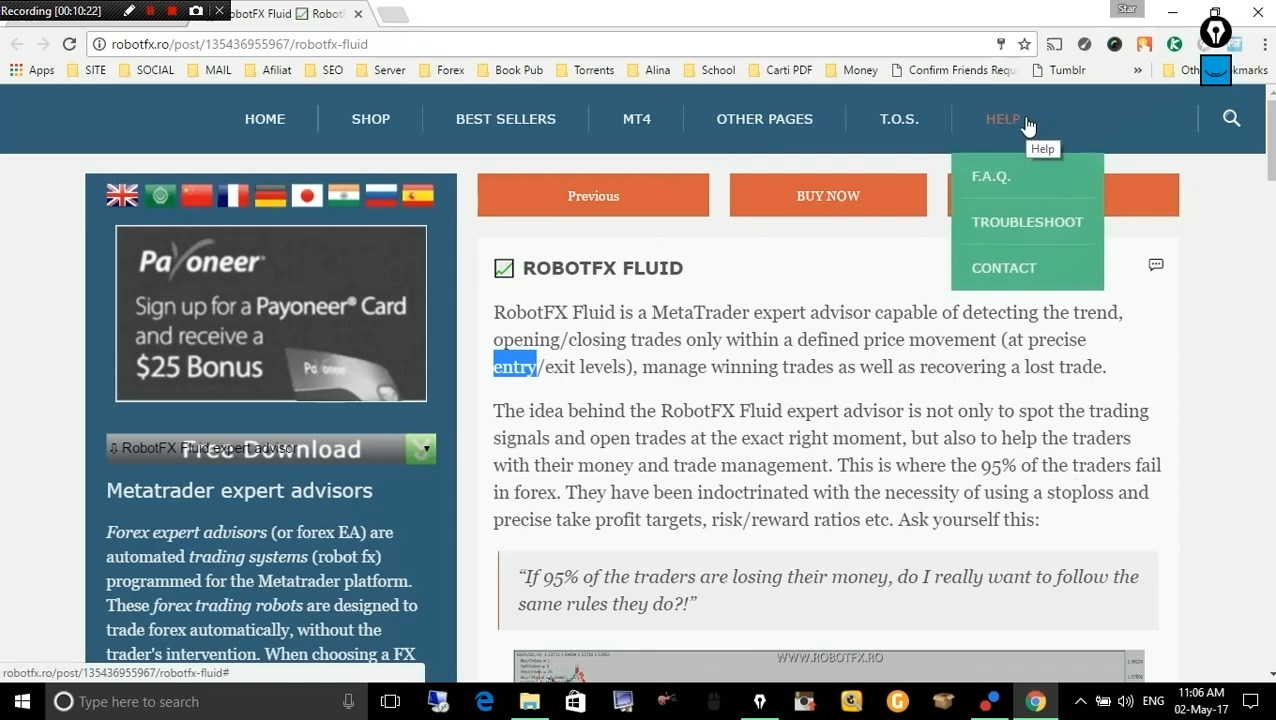 Recording [00:10:22]
obotFX Fluid
Robot
Star
robotfx.ro/post/135436955967/robotfx-fluid
Apps SITE SOCIAL MAIL Afiliat SEO Server Forex Book Pub Torrents Alina School Carti PDF Money Confirm Friends Requ Tumblr » Oth kmarks
HOME SHOP BEST SELLERS MT4 OTHER PAGES T.O.S. HELP
Help
F.A.Q.
TROUBLESHOOT
CONTACT
Previous BUY NOW
Payoneer
Sign up for a Payoneer® Card
and receive a
$25 Bonus
⇩ RobotFX Fluid expert advisor
Free Download
Metatrader expert advisors
Forex expert advisors (or forex EA) are
automated trading systems (robot fx)
programmed for the Metatrader platform.
These forex trading robots are designed to
trade forex automatically, without the
trader's intervention. When choosing a FX
ROBOTFX FLUID
RobotFX Fluid is a MetaTrader expert advisor capable of detecting the trend,
opening/closing trades only within a defined price movement (at precise
entry/exit levels), manage winning trades as well as recovering a lost trade.
The idea behind the RobotFX Fluid expert advisor is not only to spot the trading
signals and open trades at the exact right moment, but also to help the traders
with their money and trade management. This is where the 95% of the traders fail
in forex. They have been indoctrinated with the necessity of using a stoploss and
precise take profit targets, risk/reward ratios etc. Ask yourself this:
“If 95% of the traders are losing their money, do I really want to follow the
same rules they do?!”
WWW.ROBOTFX.RO
robotfx.ro/post/135436955967/robotfx-fluid#
Type here to search
ENG
11:06 AM
02-May-17